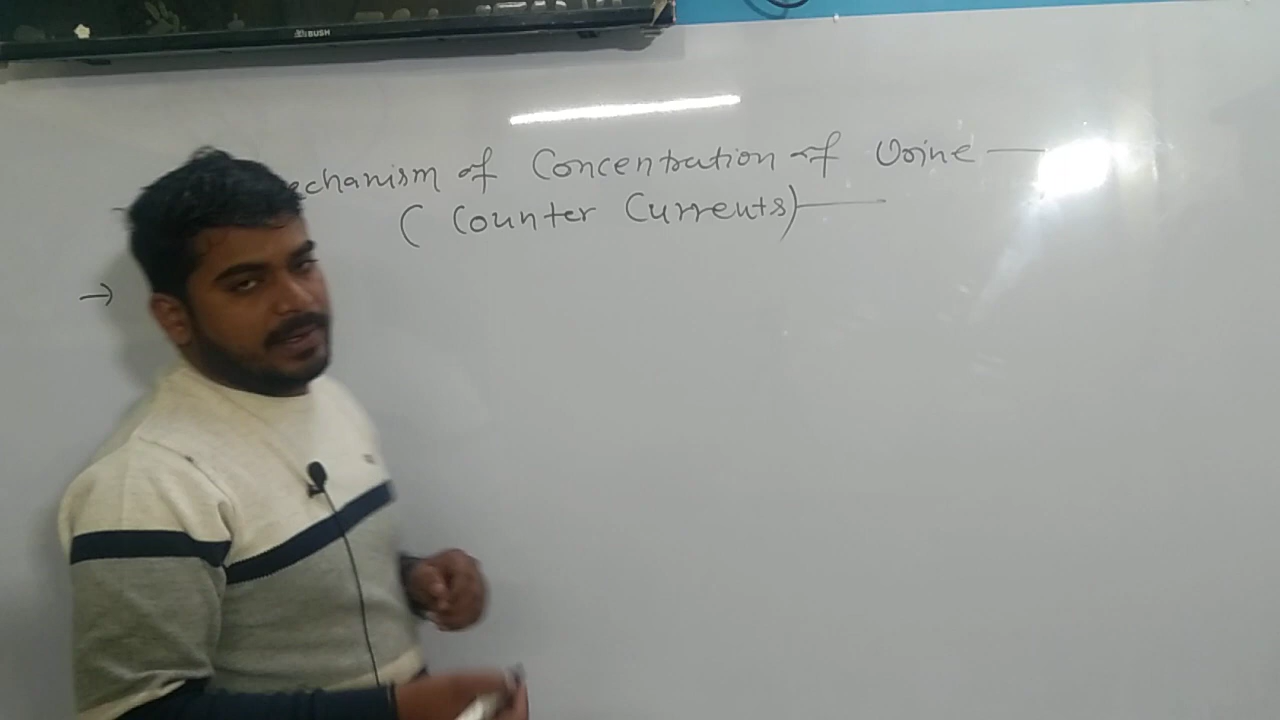 BUSH
echanism of Concentration of Urine —
( Counter Currents) —
→